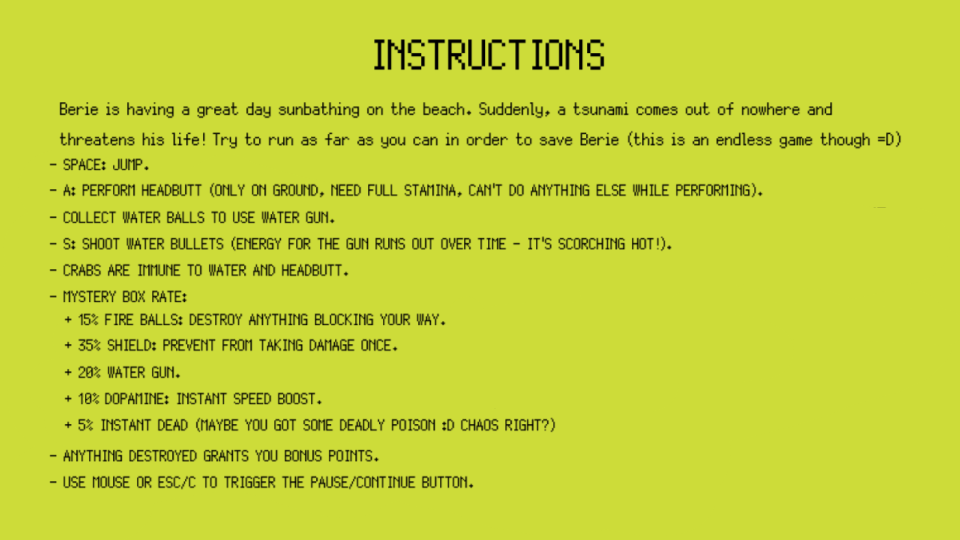 INSTRUCTIONS
Berie is having a great day sunbathing on the beach. Suddenly, a tsunami comes out of nowhere and
threatens his life! Try to run as far as you can in order to save Berie (this is an endless game though =D)
- SPACE: JUMP.
- A: PERFORM HEADBUTT (ONLY ON GROUND, NEED FULL STAMINA, CAN'T DO ANYTHING ELSE WHILE PERFORMING).
- COLLECT WATER BALLS TO USE WATER GUN.
- S: SHOOT WATER BULLETS (ENERGY FOR THE GUN RUNS OUT OVER TIME - IT'S SCORCHING HOT!).
- CRABS ARE IMMUNE TO WATER AND HEADBUTT.
- MYSTERY BOX RATE:
+ 15% FIRE BALLS: DESTROY ANYTHING BLOCKING YOUR WAY.
+ 35% SHIELD: PREVENT FROM TAKING DAMAGE ONCE.
+ 20% WATER GUN.
+ 10% DOPAMINE: INSTANT SPEED BOOST.
+ 5% INSTANT DEAD (MAYBE YOU GOT SOME DEADLY POISON :D CHAOS RIGHT?)
- ANYTHING DESTROYED GRANTS YOU BONUS POINTS.
- USE MOUSE OR ESC/C TO TRIGGER THE PAUSE/CONTINUE BUTTON.